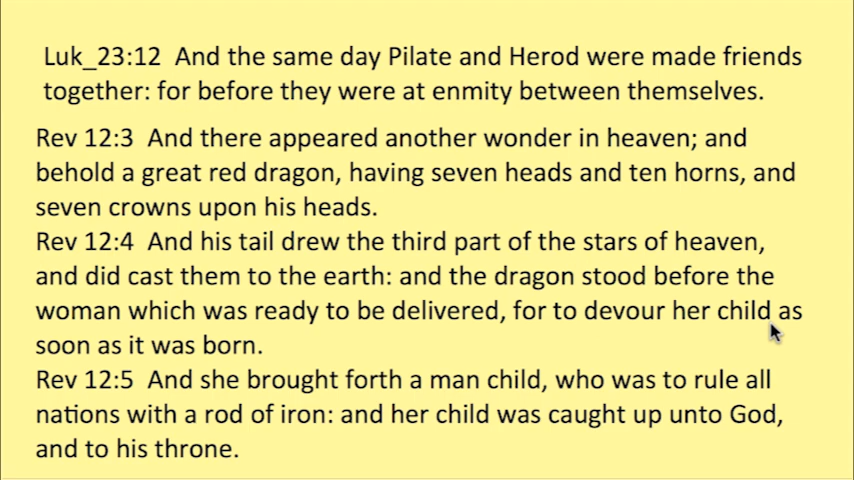 Luk_23:12 And the same day Pilate and Herod were made friends
together: for before they were at enmity between themselves.
Rev 12:3 And there appeared another wonder in heaven; and
behold a great red dragon, having seven heads and ten horns, and
seven crowns upon his heads.
Rev 12:4 And his tail drew the third part of the stars of heaven,
and did cast them to the earth: and the dragon stood before the
woman which was ready to be delivered, for to devour her child as
soon as it was born.
Rev 12:5 And she brought forth a man child, who was to rule all
nations with a rod of iron: and her child was caught up unto God,
and to his throne.